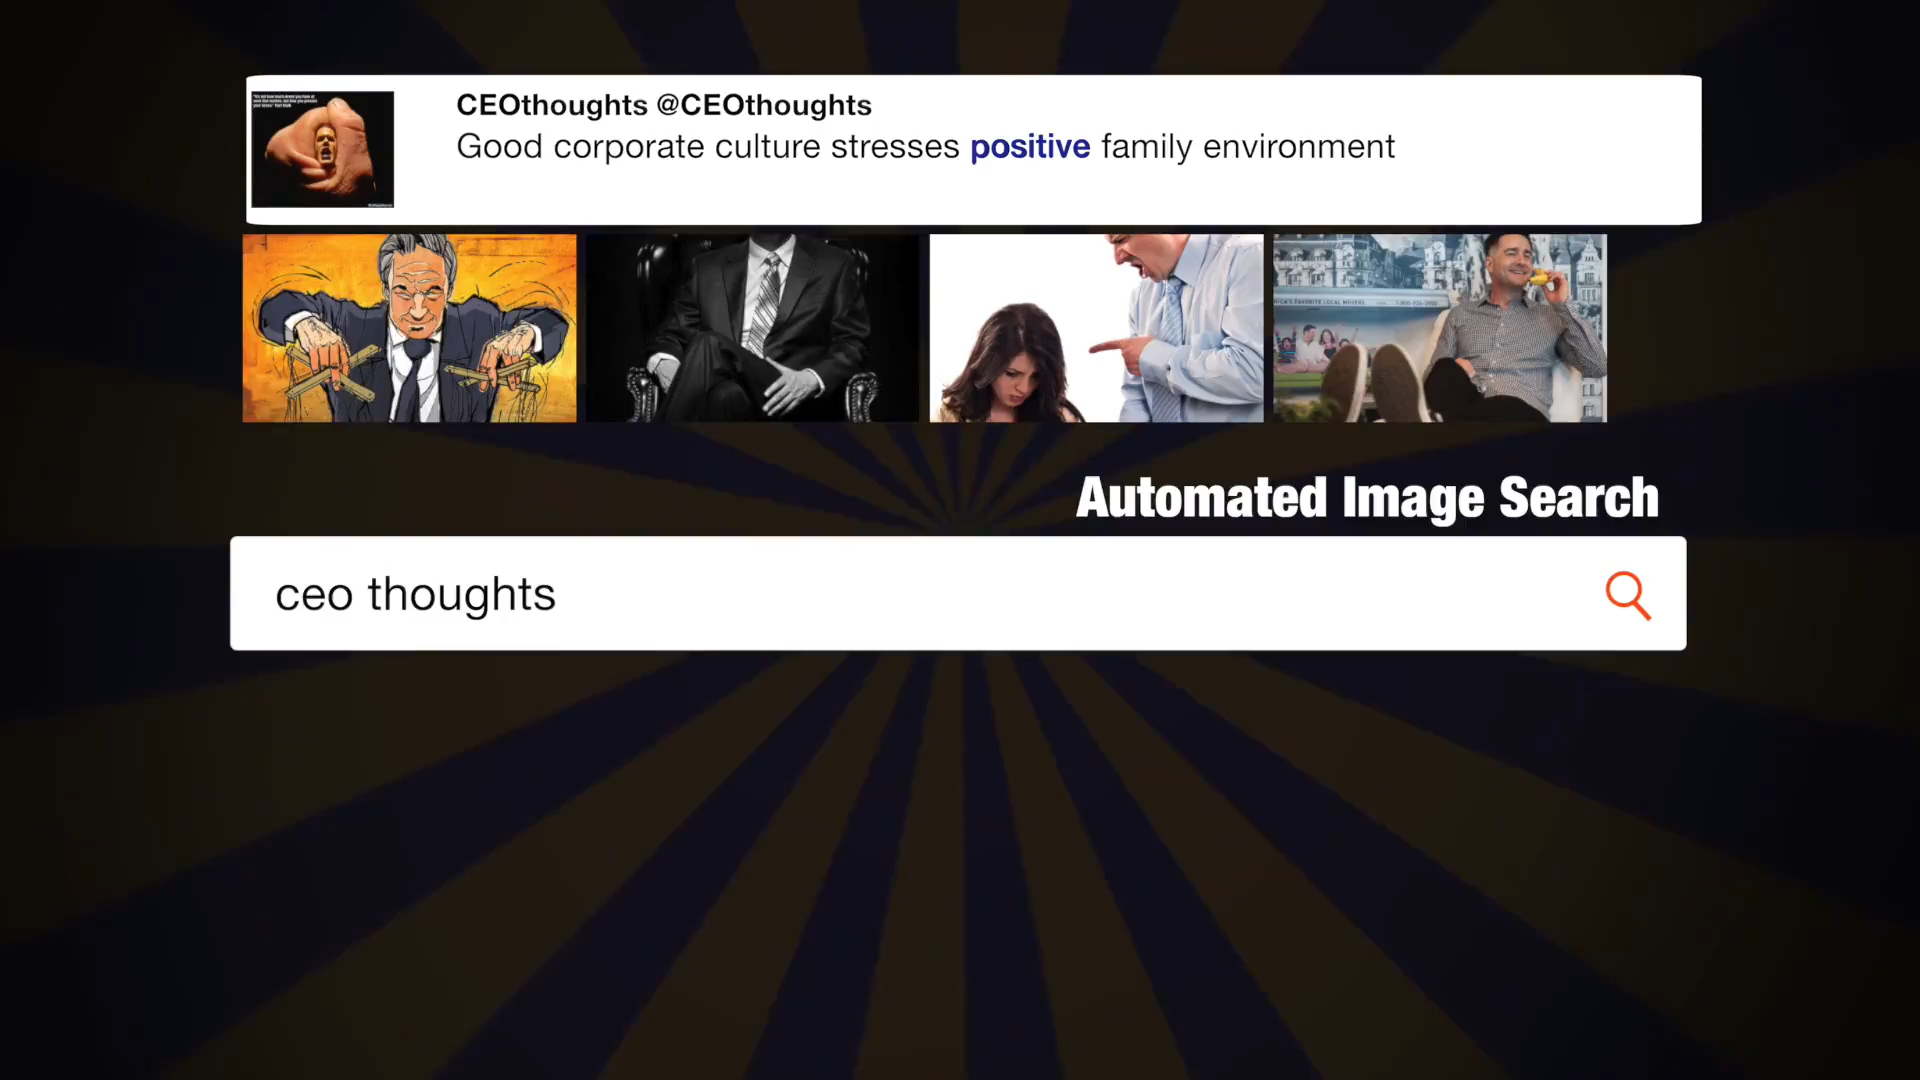 CEOthoughts @CEOthoughts
Good corporate culture stresses positive family environment
Automated Image Search
ceo thoughts